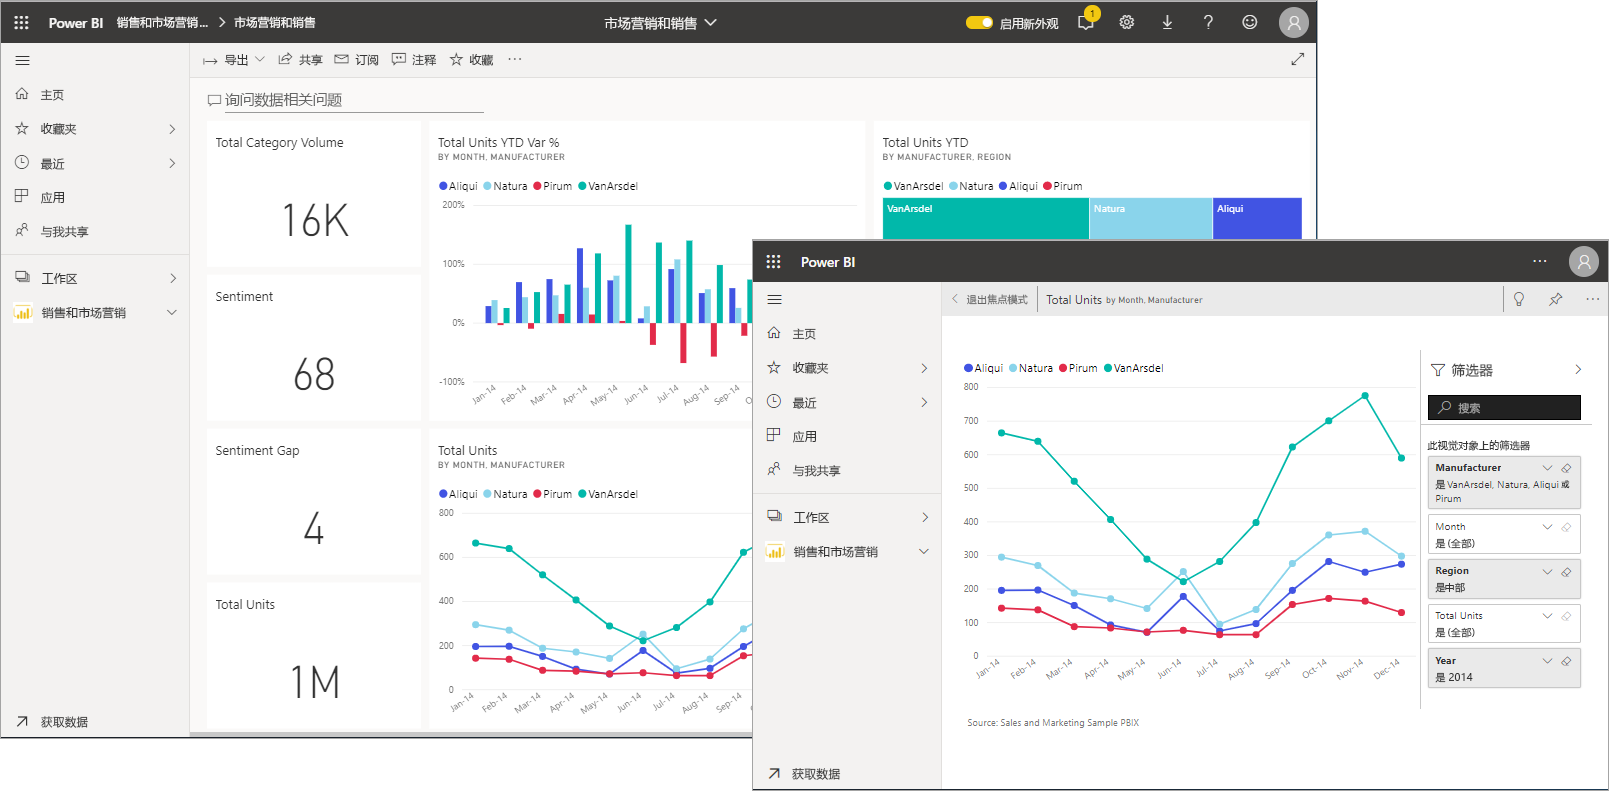 Power BI
销售和市场营销...
市场营销和销售
市场营销和销售
启用新外观
1
导出
共享
订阅
注释
收藏
主页
收藏夹
最近
应用
与我共享
工作区
销售和市场营销
获取数据
询问数据相关问题
Total Category Volume
16K
Sentiment
68
Sentiment Gap
4
Total Units
1M
Total Units YTD Var %
BY MONTH, MANUFACTURER
Aliqui Natura Pirum VanArsdel
200%
100%
0%
-100%
Jan-14 Feb-14 Mar-14 Apr-14 May-14 Jun-14 Jul-14 Aug-14 Sep-14
Total Units YTD
BY MANUFACTURER, REGION
VanArsdel Natura Aliqui Pirum
VanArsdel
Natura
Aliqui
Total Units
BY MONTH, MANUFACTURER
Aliqui Natura Pirum VanArsdel
800
600
400
200
0
Jan-14 Feb-14 Mar-14 Apr-14 May-14 Jun-14 Jul-14 Aug-14 Sep-14
Power BI
主页
收藏夹
最近
应用
与我共享
工作区
销售和市场营销
获取数据
退出焦点模式
Total Units by Month, Manufacturer
Aliqui Natura Pirum VanArsdel
800
700
600
500
400
300
200
100
0
Jan-14 Feb-14 Mar-14 Apr-14 May-14 Jun-14 Jul-14 Aug-14 Sep-14 Oct-14 Nov-14 Dec-14
Source: Sales and Marketing Sample PBIX
筛选器
搜索
此视觉对象上的筛选器
Manufacturer
是 VanArsdel, Natura, Aliqui 或
Pirum
Month
是 (全部)
Region
是中部
Total Units
是 (全部)
Year
是 2014